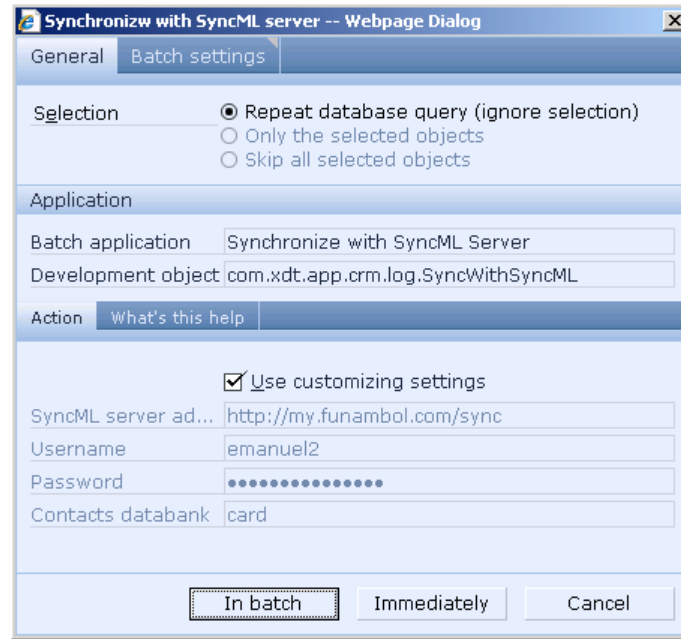 Synchronizw with SyncML server -- Webpage Dialog
General Batch settings
Selection Repeat database query (ignore selection)
Only the selected objects
Skip all selected objects
Application
Batch application Synchronize with SyncML Server
Development object com.xdt.app.crm.log.SyncWithSyncML
Action What's this help
Use customizing settings
SyncML server ad... http://my.funambol.com/sync
Username emanuel2
Password •••••••••••••••
Contacts databank card
In batch Immediately Cancel